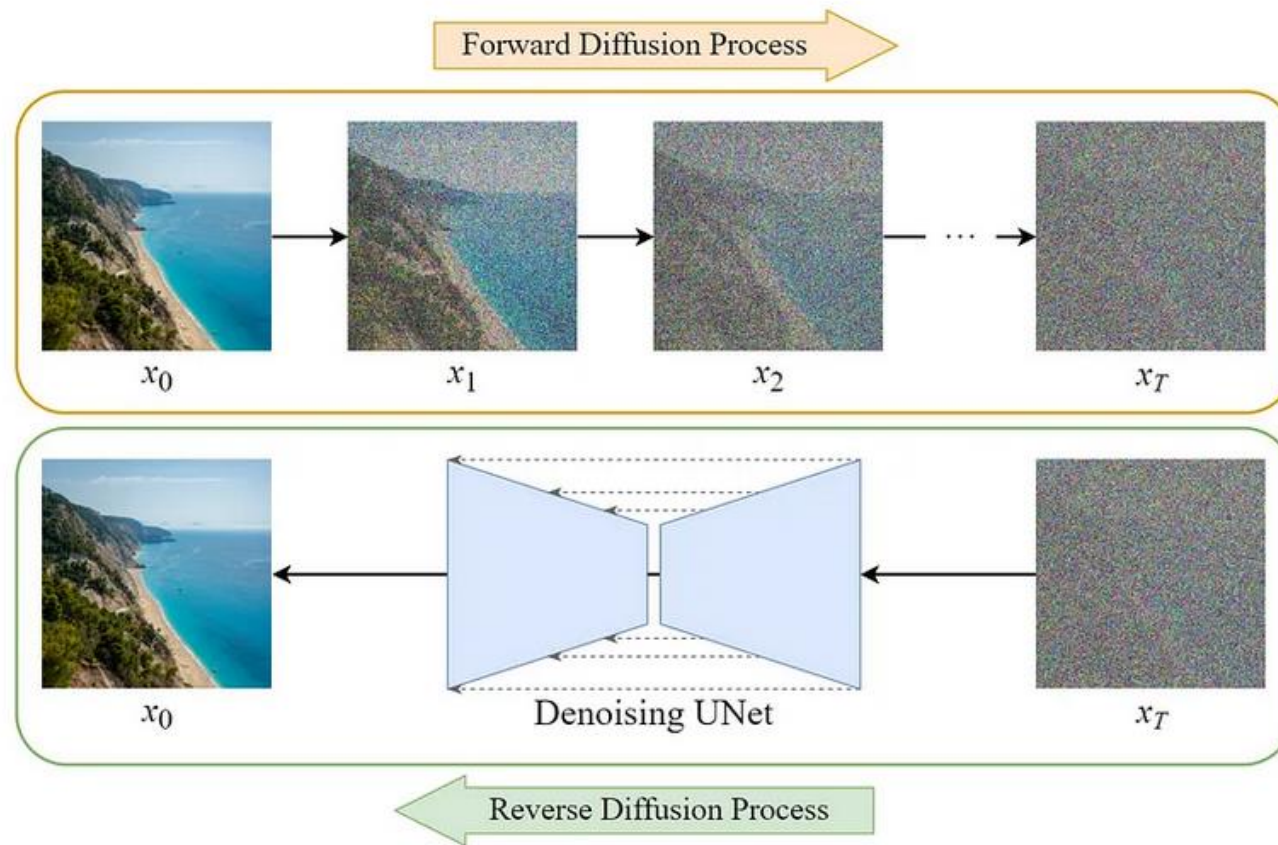 Forward Diffusion Process
...
x0 x1 x2 xT
Denoising UNet
x0 xT
Reverse Diffusion Process